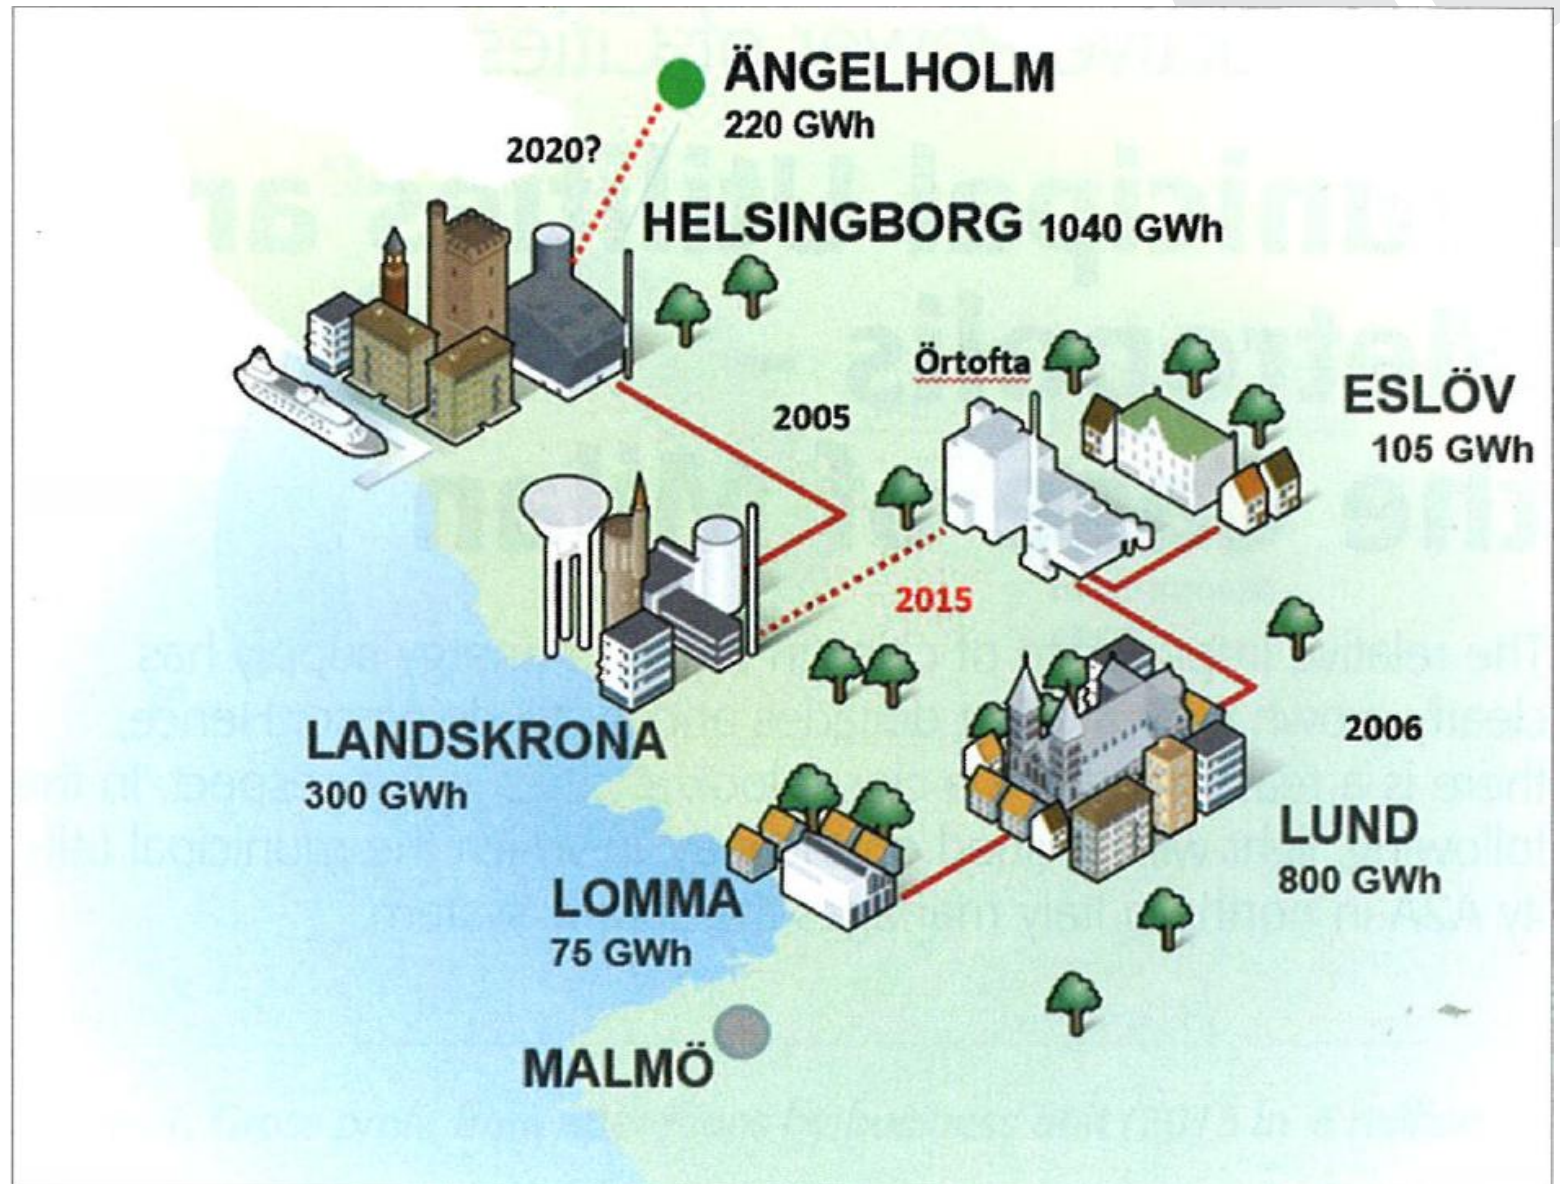 ÄNGELHOLM
220 GWh
2020?
HELSINGBORG 1040 GWh
Örtofta
2005
ESLÖV
105 GWh
2015
LANDSKRONA
300 GWh
2006
LUND
800 GWh
LOMMA
75 GWh
MALMÖ